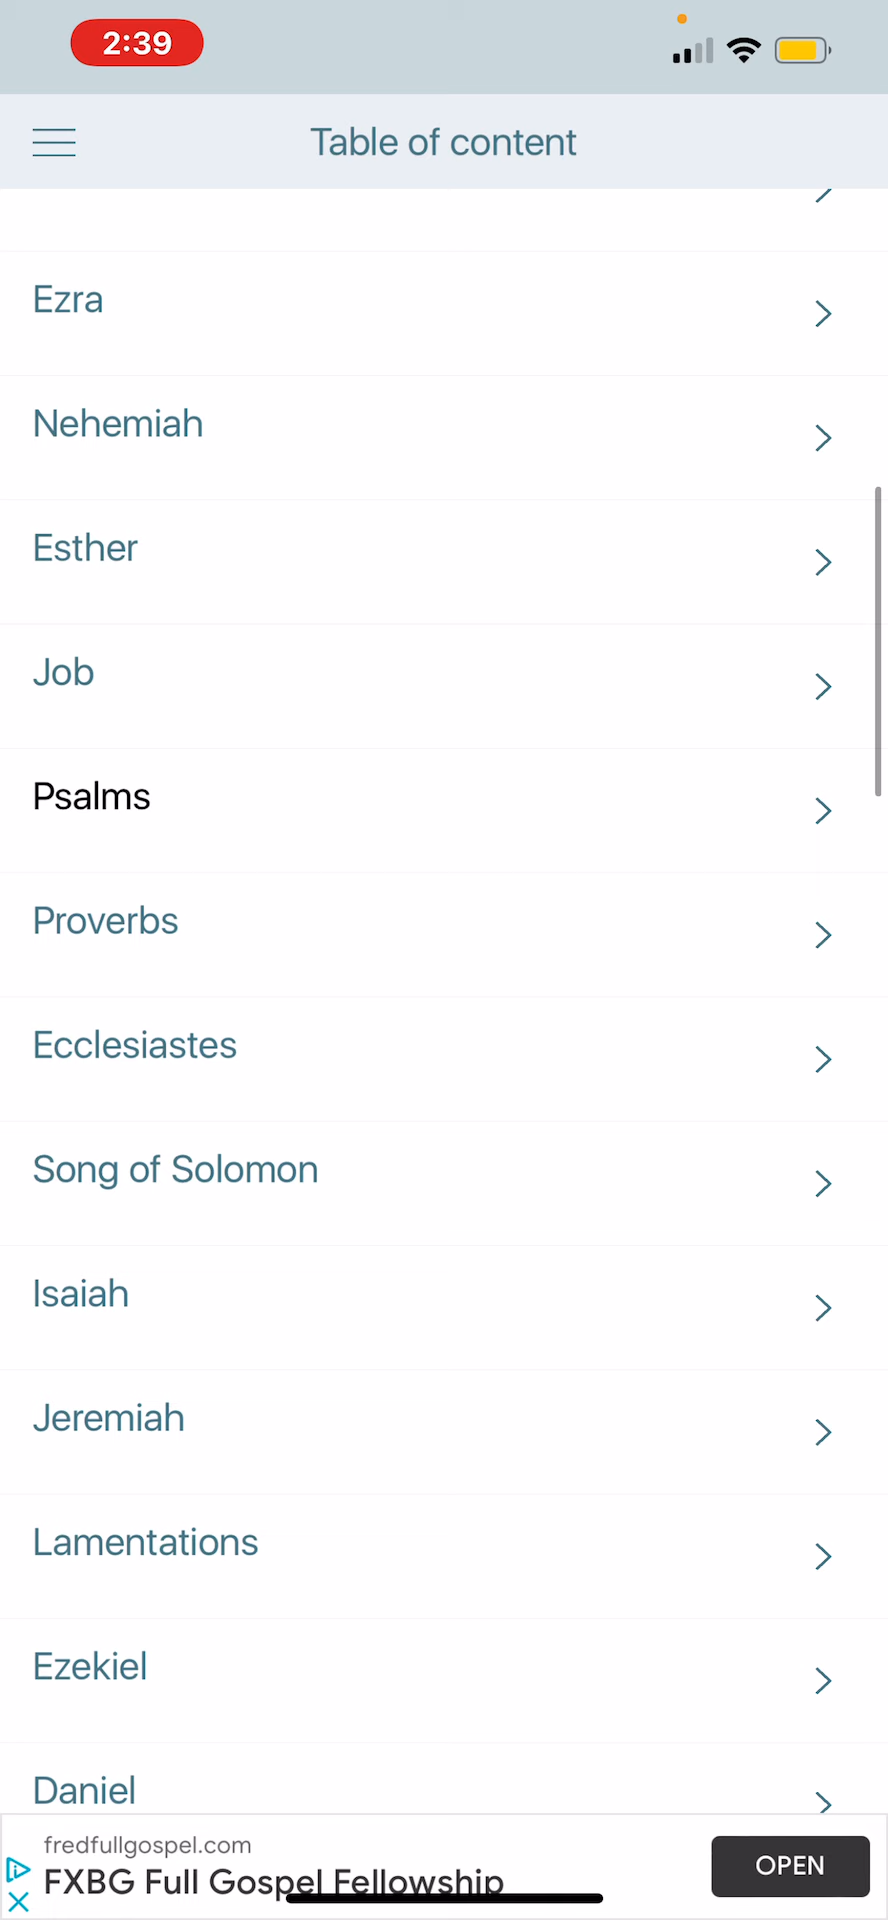 2:39
Table of content
Ezra
Nehemiah
Esther
Job
Psalms
Proverbs
Ecclesiastes
Song of Solomon
Isaiah
Jeremiah
Lamentations
Ezekiel
Daniel
fredfullgospel.com
FXBG Full Gospel Fellowship
OPEN